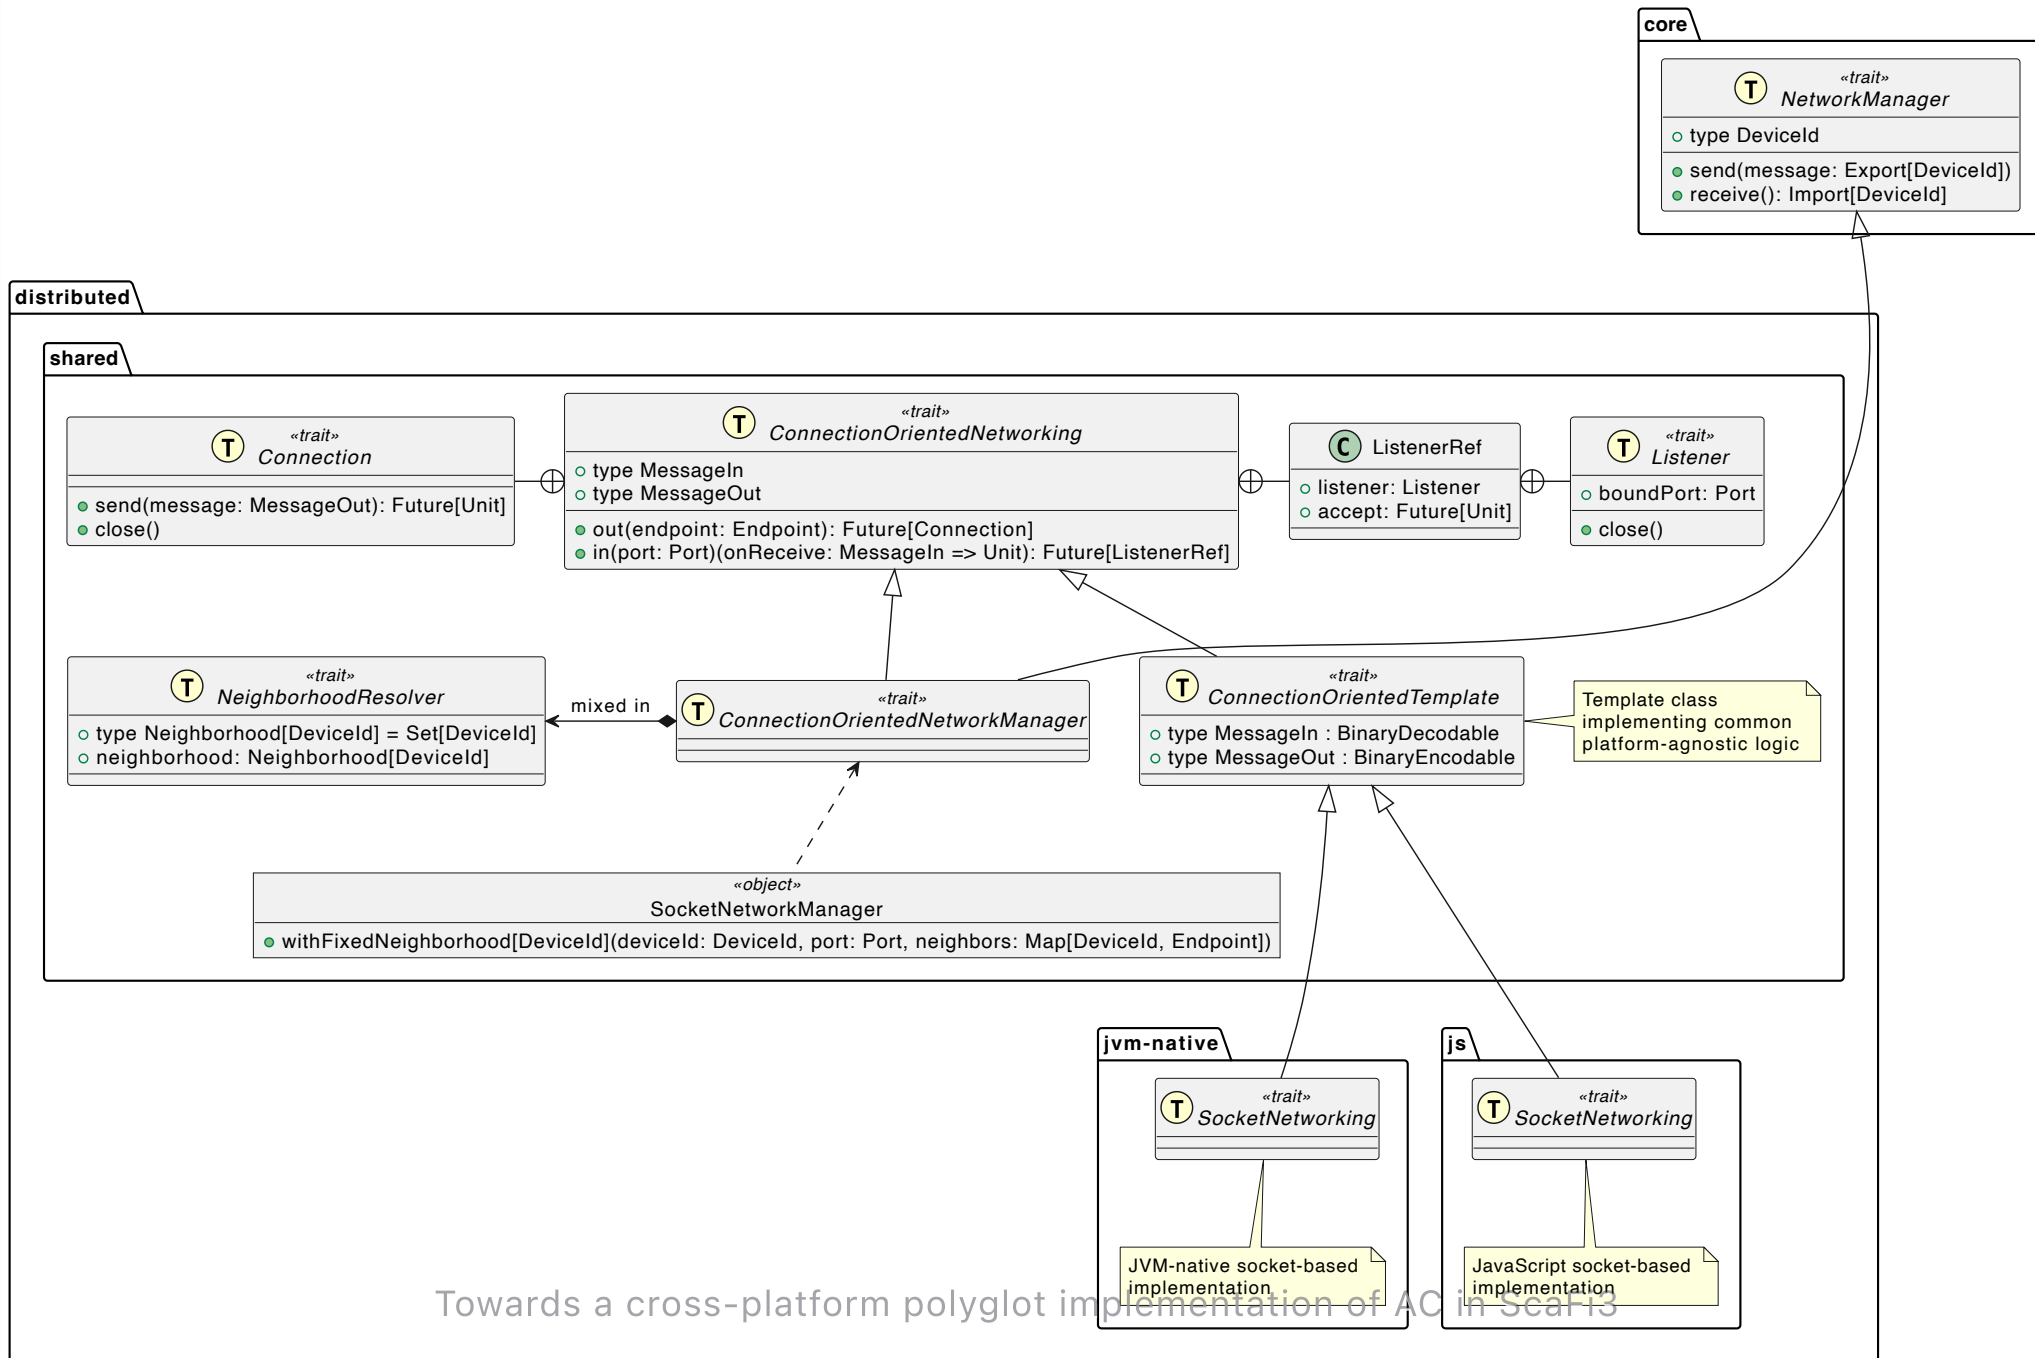 core
«trait»
T
NetworkManager
type DeviceId
send(message: Export[DeviceId])
receive(): Import[DeviceId]
distributed
shared
«trait»
T
Connection
send(message: MessageOut): Future[Unit]
close()
«trait»
T
ConnectionOrientedNetworking
type MessageIn
type MessageOut
out(endpoint: Endpoint): Future[Connection]
in(port: Port)(onReceive: MessageIn => Unit): Future[ListenerRef]
C ListenerRef
listener: Listener
accept: Future[Unit]
«trait»
T
Listener
boundPort: Port
close()
«trait»
T
NeighborhoodResolver
type Neighborhood[DeviceId] = Set[DeviceId]
neighborhood: Neighborhood[DeviceId]
mixed in
«trait»
T
ConnectionOrientedNetworkManager
«trait»
T
ConnectionOrientedTemplate
type MessageIn : BinaryDecodable
type MessageOut : BinaryEncodable
Template class
implementing common
platform-agnostic logic
«object»
SocketNetworkManager
withFixedNeighborhood[DeviceId](deviceId: DeviceId, port: Port, neighbors: Map[DeviceId, Endpoint])
jvm-native
«trait»
T
SocketNetworking
JVM-native socket-based
implementation
js
«trait»
T
SocketNetworking
JavaScript socket-based
implementation
Towards a cross-platform polyglot implementation of AC in ScaFi3